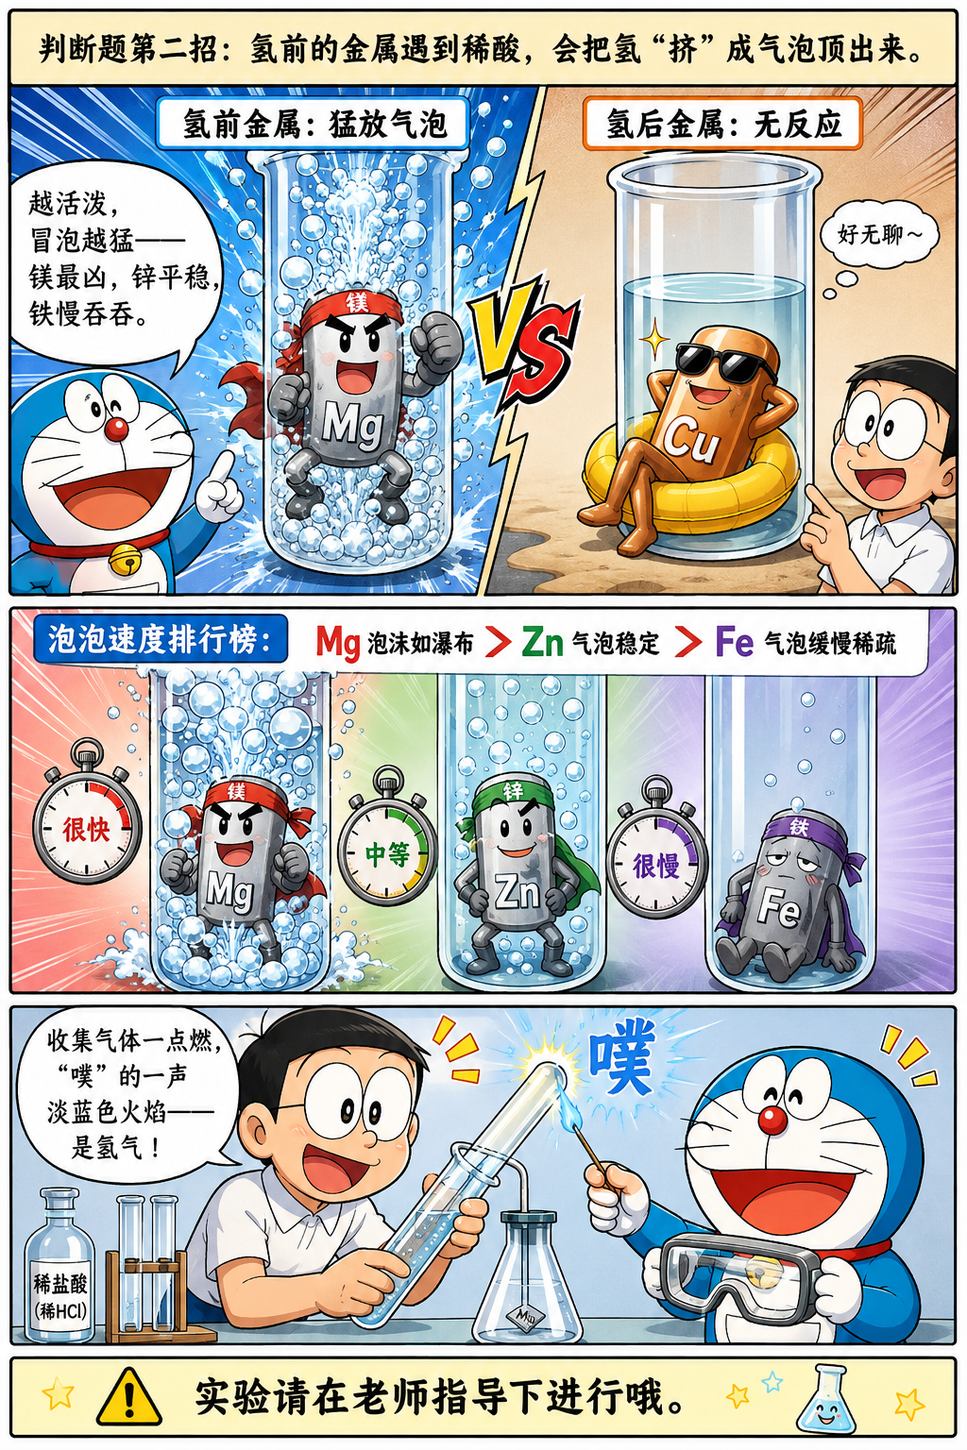 判断题第二招：氢前的金属遇到稀酸，会把氢“挤”成气泡顶出来。
氢前金属：猛放气泡
氢后金属：无反应
越活泼，
冒泡越猛——
镁最凶，锌平稳，
铁慢吞吞。
镁
Mg
VS
好无聊～
Cu
泡泡速度排行榜：
Mg 泡沫如瀑布 > Zn 气泡稳定 > Fe 气泡缓慢稀疏
很快
镁
Mg
中等
锌
Zn
很慢
铁
Fe
收集气体一点燃，
“噗”的一声
淡蓝色火焰——
是氢气！
噗
稀盐酸
(稀HCl)
实验请在老师指导下进行哦。